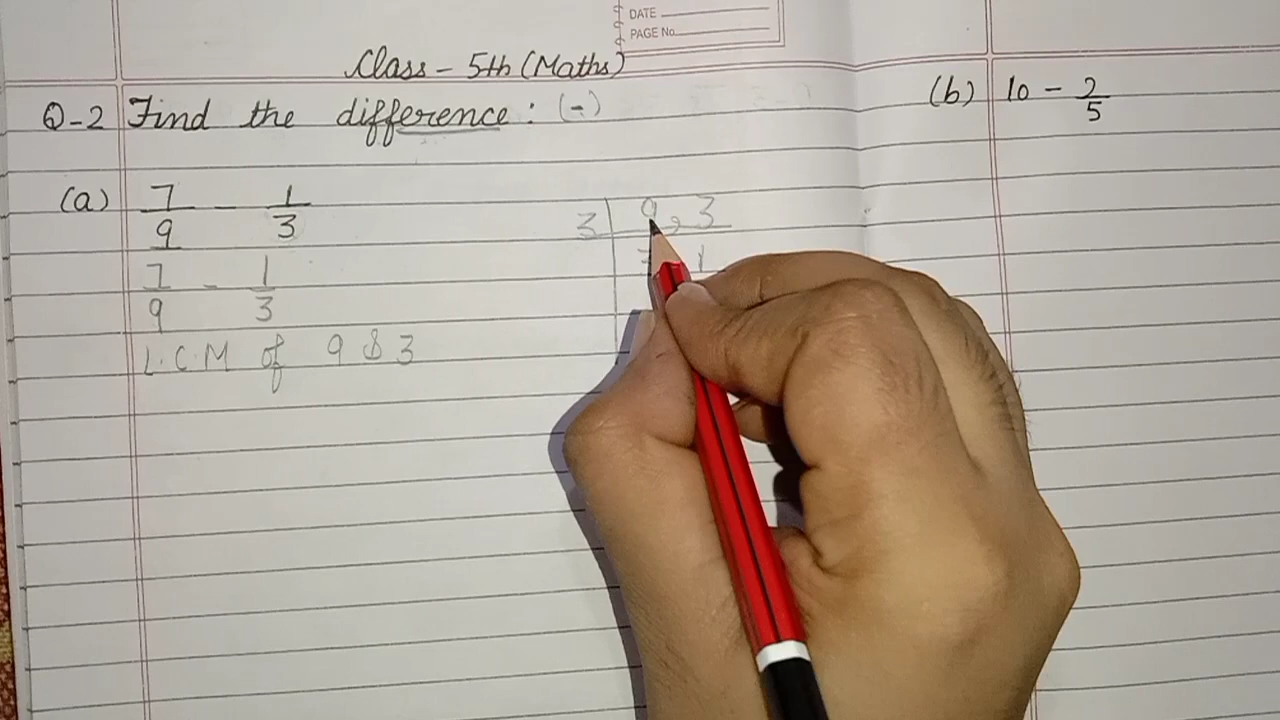 DATE
PAGE No.
Class - 5th (Maths)
Q-2 Find the difference : (-)
(a) 7/9 - 1/3
7/9 - 1/3
L.C.M of 9 & 3
3 | 9, 3
1
(b) 10 - 2/5